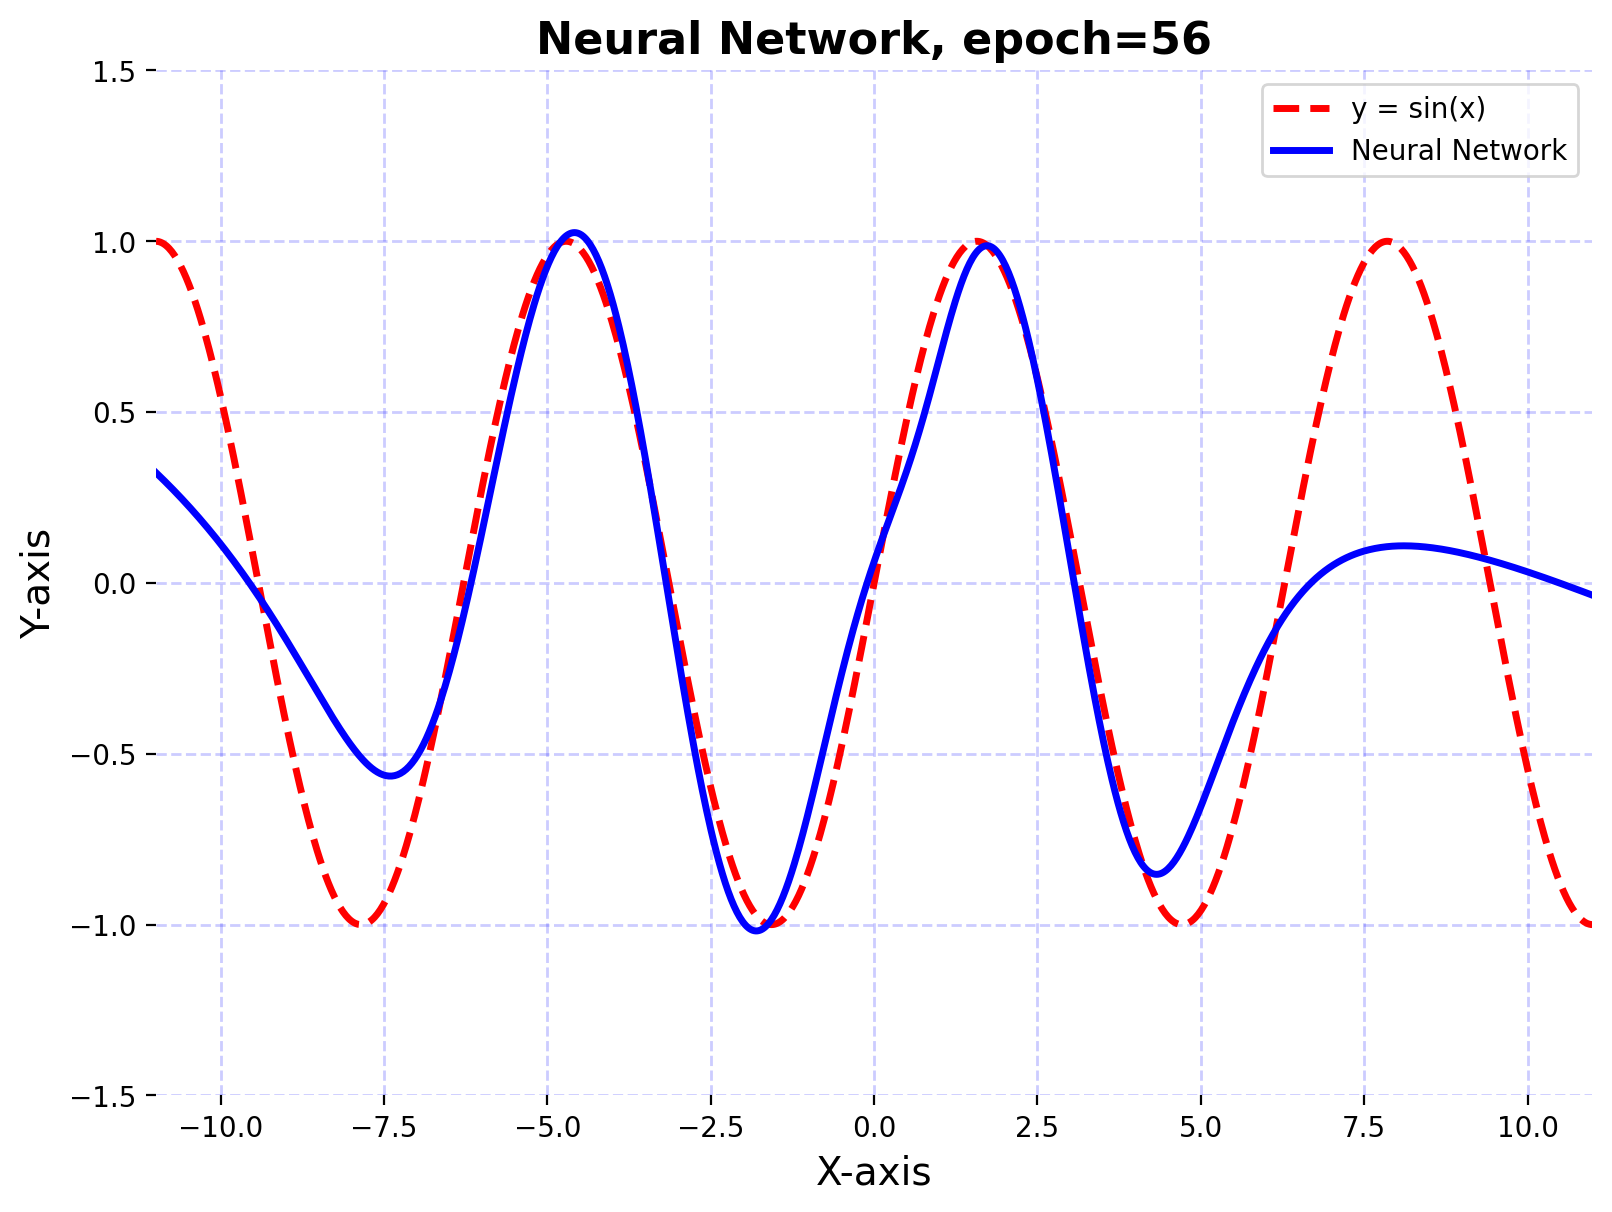 Neural Network, epoch=56
y = sin(x)
Neural Network
1.5
1.0
0.5
0.0
−0.5
−1.0
−1.5
Y-axis
−10.0 −7.5 −5.0 −2.5 0.0 2.5 5.0 7.5 10.0
X-axis